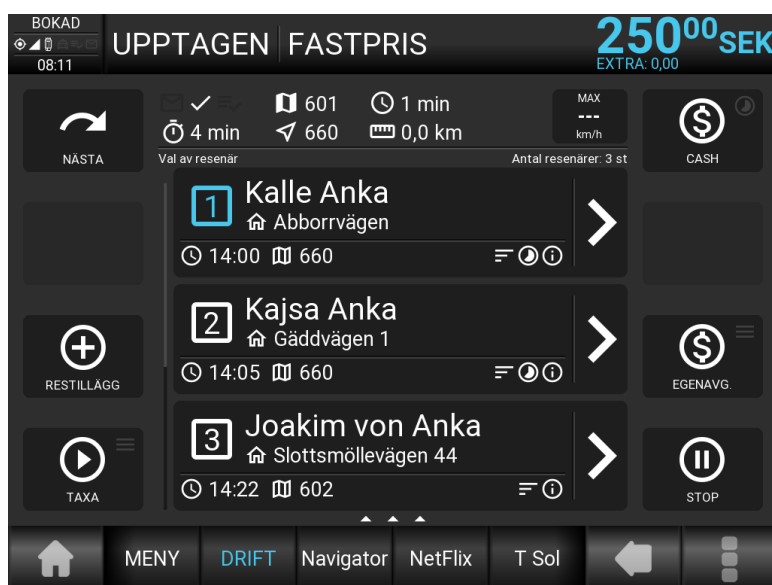 BOKAD
08:11
UPPTAGEN FASTPRIS
250⁰⁰SEK
EXTRA: 0,00
NÄSTA
601
1 min
4 min
660
0,0 km
MAX
---
km/h
CASH
Val av resenär
Antal resenärer: 3 st
1
Kalle Anka
Abborrvägen
14:00 660
2
Kajsa Anka
Gäddvägen 1
14:05 660
RESTILLÄGG
EGENAVG.
3
Joakim von Anka
Slottsmöllevägen 44
14:22 602
TAXA
STOP
MENY DRIFT Navigator NetFlix T Sol